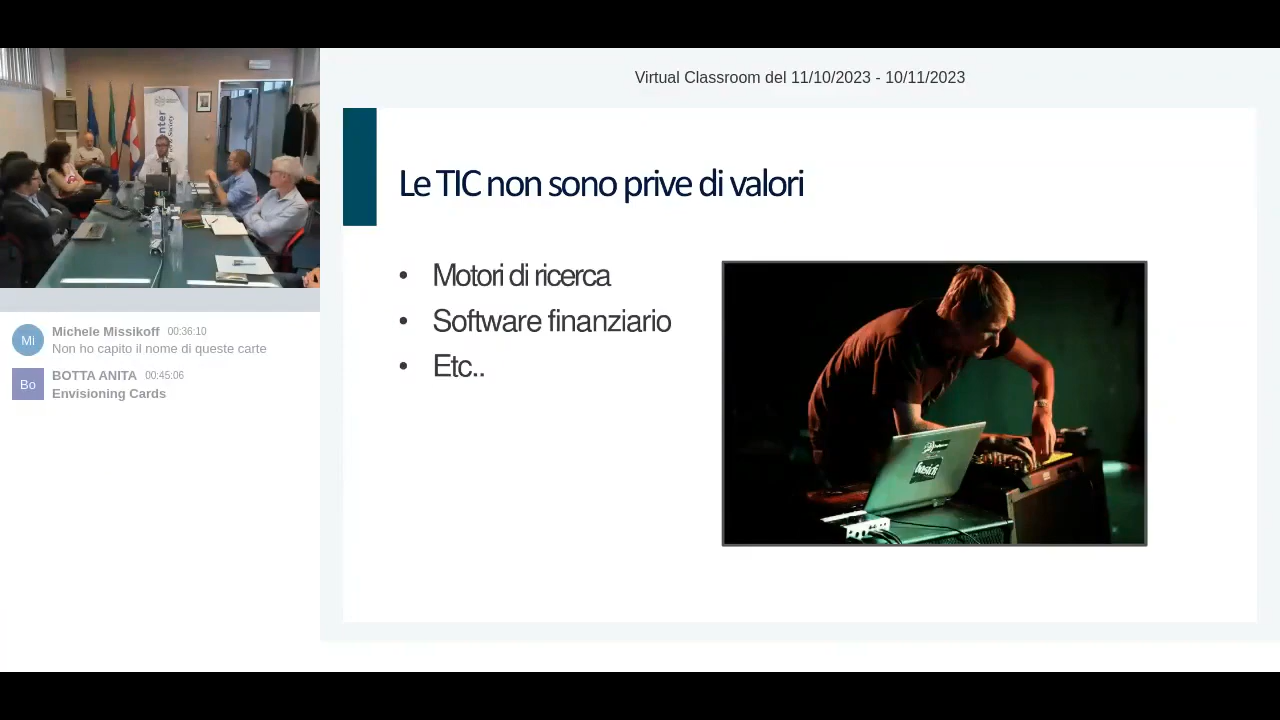 Virtual Classroom del 11/10/2023 - 10/11/2023
Le TIC non sono prive di valori
• Motori di ricerca
• Software finanziario
• Etc..
Mi
Michele Missikoff 00:36:10
Non ho capito il nome di queste carte
Bo
BOTTA ANITA 00:45:06
Envisioning Cards